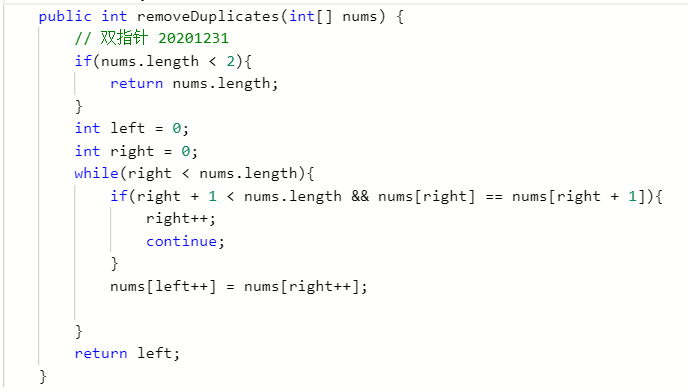 public int removeDuplicates(int[] nums) {
    // 双指针 20201231
    if(nums.length < 2){
        return nums.length;
    }
    int left = 0;
    int right = 0;
    while(right < nums.length){
        if(right + 1 < nums.length && nums[right] == nums[right + 1]){
            right++;
            continue;
        }
        nums[left++] = nums[right++];

    }
    return left;
}